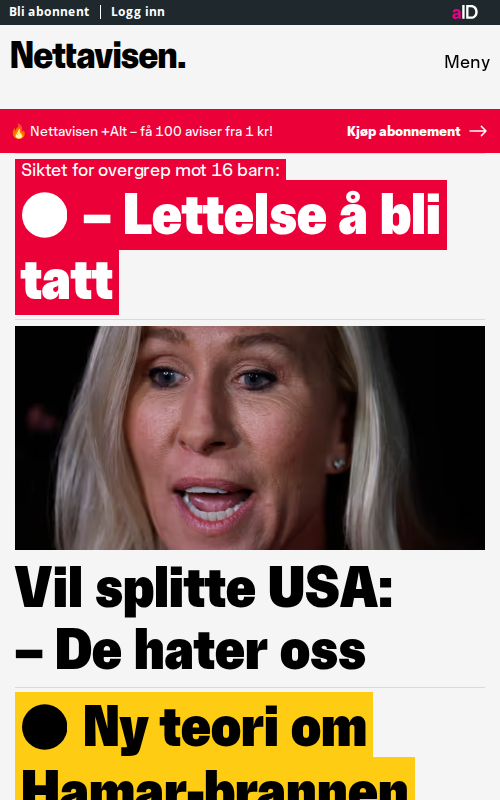 Bli abonnent | Logg inn
aID
Nettavisen.
Meny
🔥 Nettavisen +Alt – få 100 aviser fra 1 kr!
Kjøp abonnement →
Siktet for overgrep mot 16 barn:
● – Lettelse å bli
tatt
Vil splitte USA:
– De hater oss
● Ny teori om
Hamar-brannen